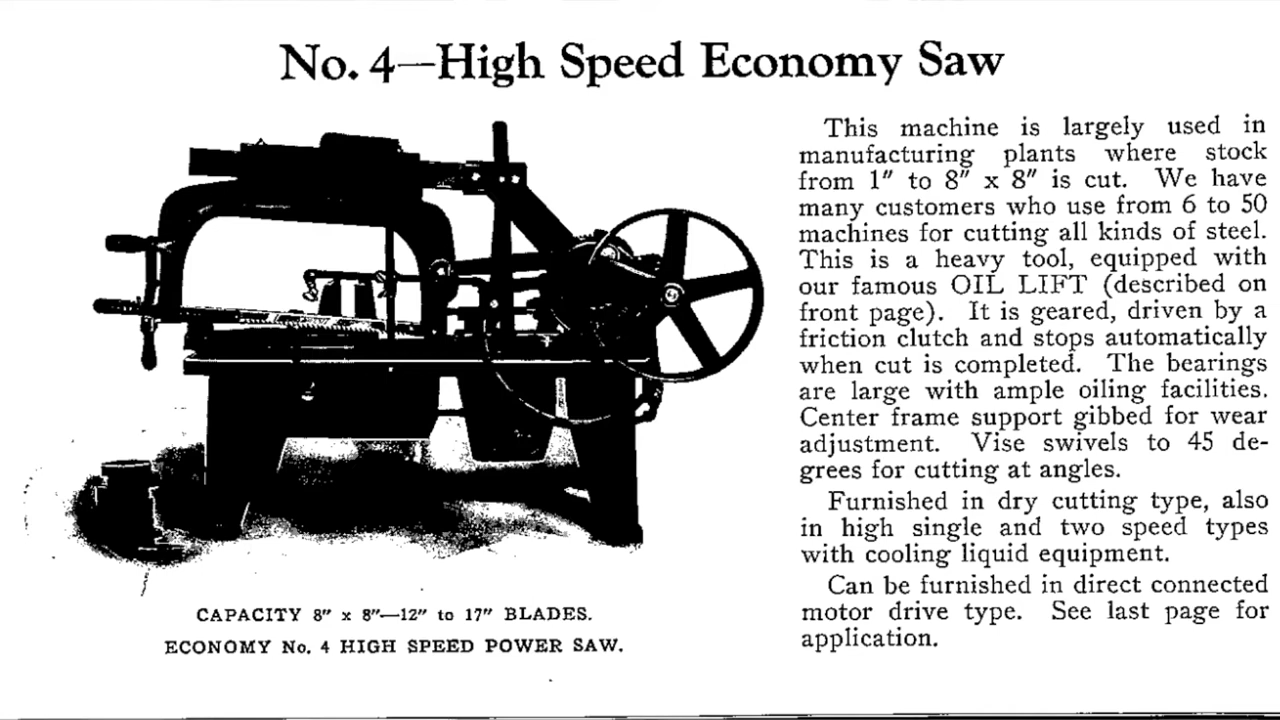 No. 4—High Speed Economy Saw
This machine is largely used in
manufacturing plants where stock
from 1″ to 8″ x 8″ is cut. We have
many customers who use from 6 to 50
machines for cutting all kinds of steel.
This is a heavy tool, equipped with
our famous OIL LIFT (described on
front page). It is geared, driven by a
friction clutch and stops automatically
when cut is completed. The bearings
are large with ample oiling facilities.
Center frame support gibbed for wear
adjustment. Vise swivels to 45 de-
grees for cutting at angles.
Furnished in dry cutting type, also
in high single and two speed types
with cooling liquid equipment.
Can be furnished in direct connected
motor drive type. See last page for
application.
CAPACITY 8″ x 8″—12″ to 17″ BLADES.
ECONOMY No. 4 HIGH SPEED POWER SAW.